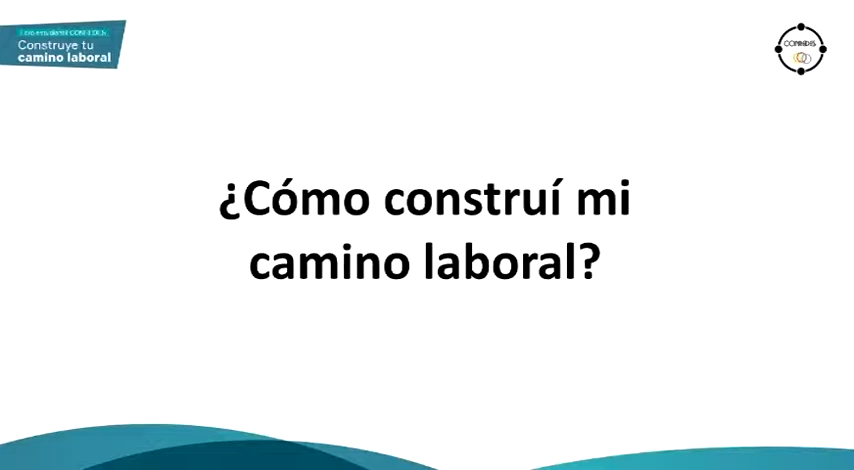 Construye tu
camino laboral
¿Cómo construí mi
camino laboral?